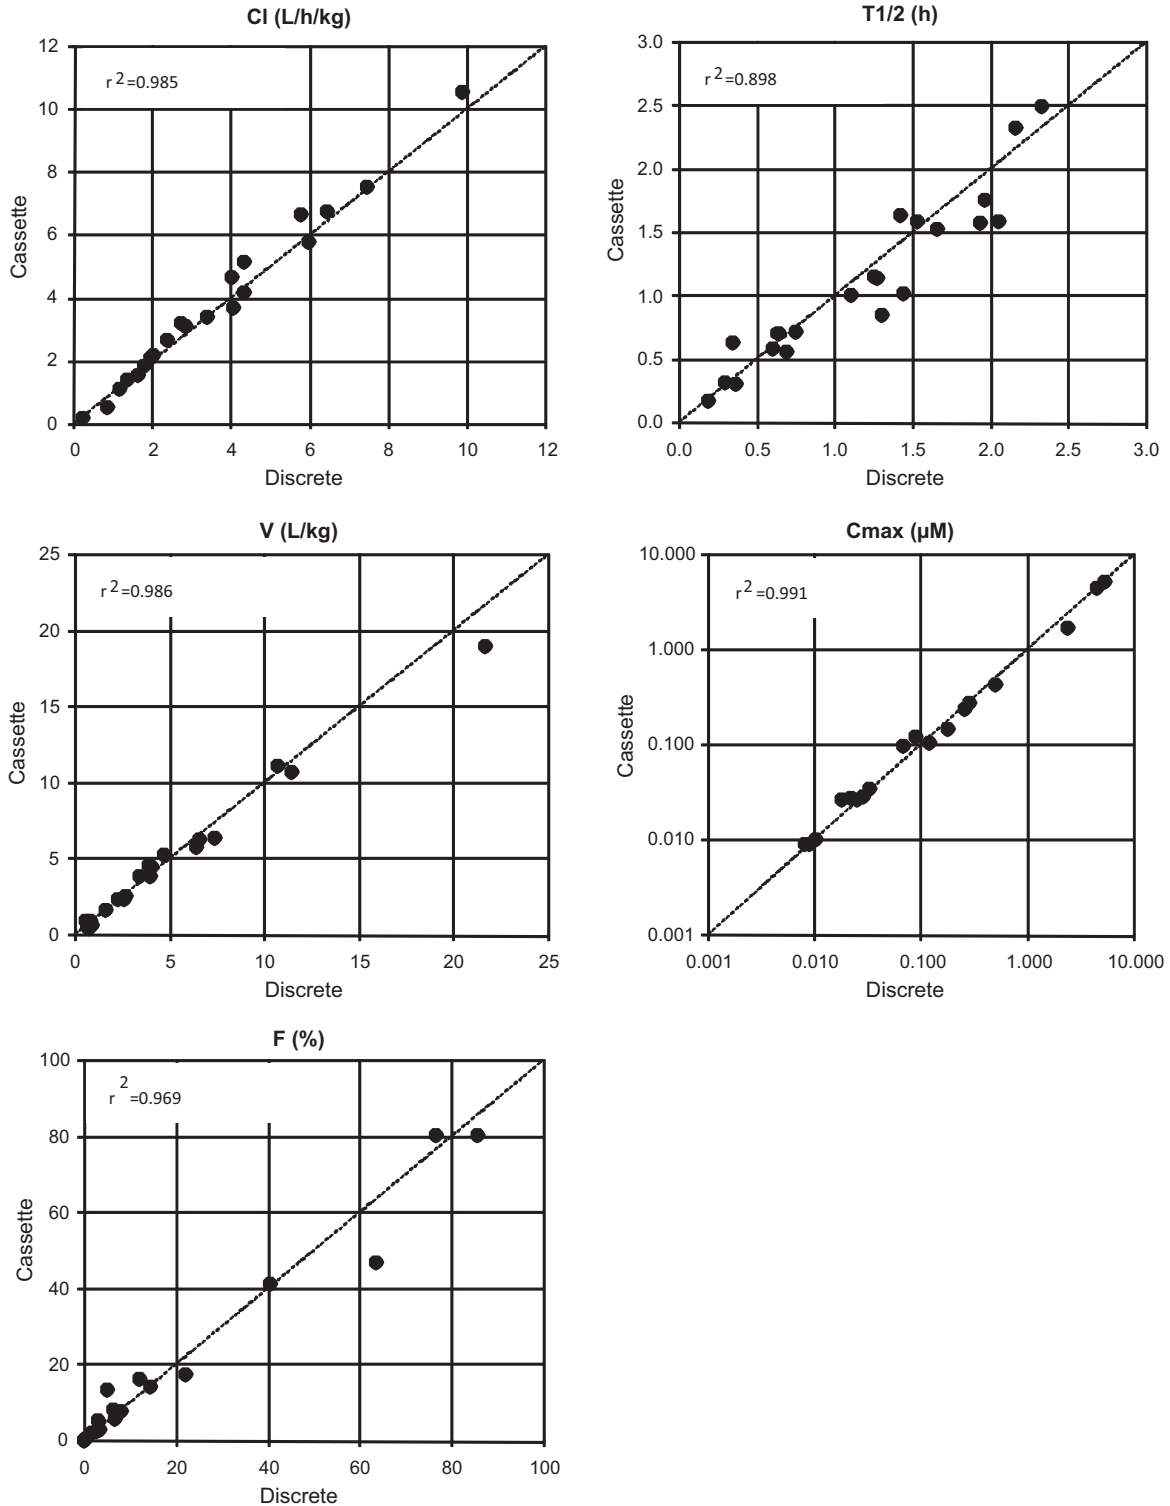 Cl (L/h/kg)
12
10
8
6
4
2
0
r²=0.985
Cassette
0 2 4 6 8 10 12
Discrete
T1/2 (h)
3.0
2.5
2.0
1.5
1.0
0.5
0.0
r²=0.898
Cassette
0.0 0.5 1.0 1.5 2.0 2.5 3.0
Discrete
V (L/kg)
25
20
15
10
5
0
r²=0.986
Cassette
0 5 10 15 20 25
Discrete
Cmax (µM)
10.000
1.000
0.100
0.010
0.001
r²=0.991
Cassette
0.001 0.010 0.100 1.000 10.000
Discrete
F (%)
100
80
60
40
20
0
r²=0.969
Cassette
0 20 40 60 80 100
Discrete